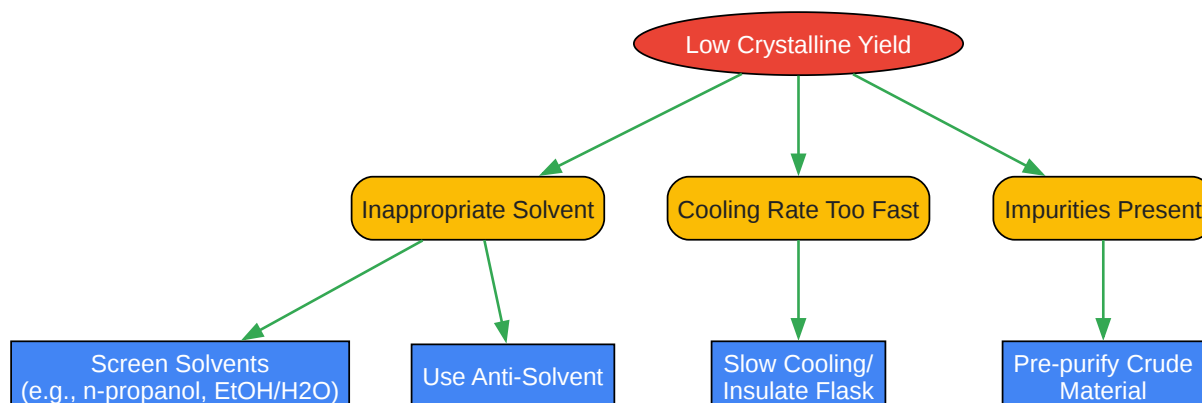 Low Crystalline Yield
Inappropriate Solvent
Cooling Rate Too Fast
Impurities Present
Screen Solvents
(e.g., n-propanol, EtOH/H2O)
Use Anti-Solvent
Slow Cooling/
Insulate Flask
Pre-purify Crude
Material